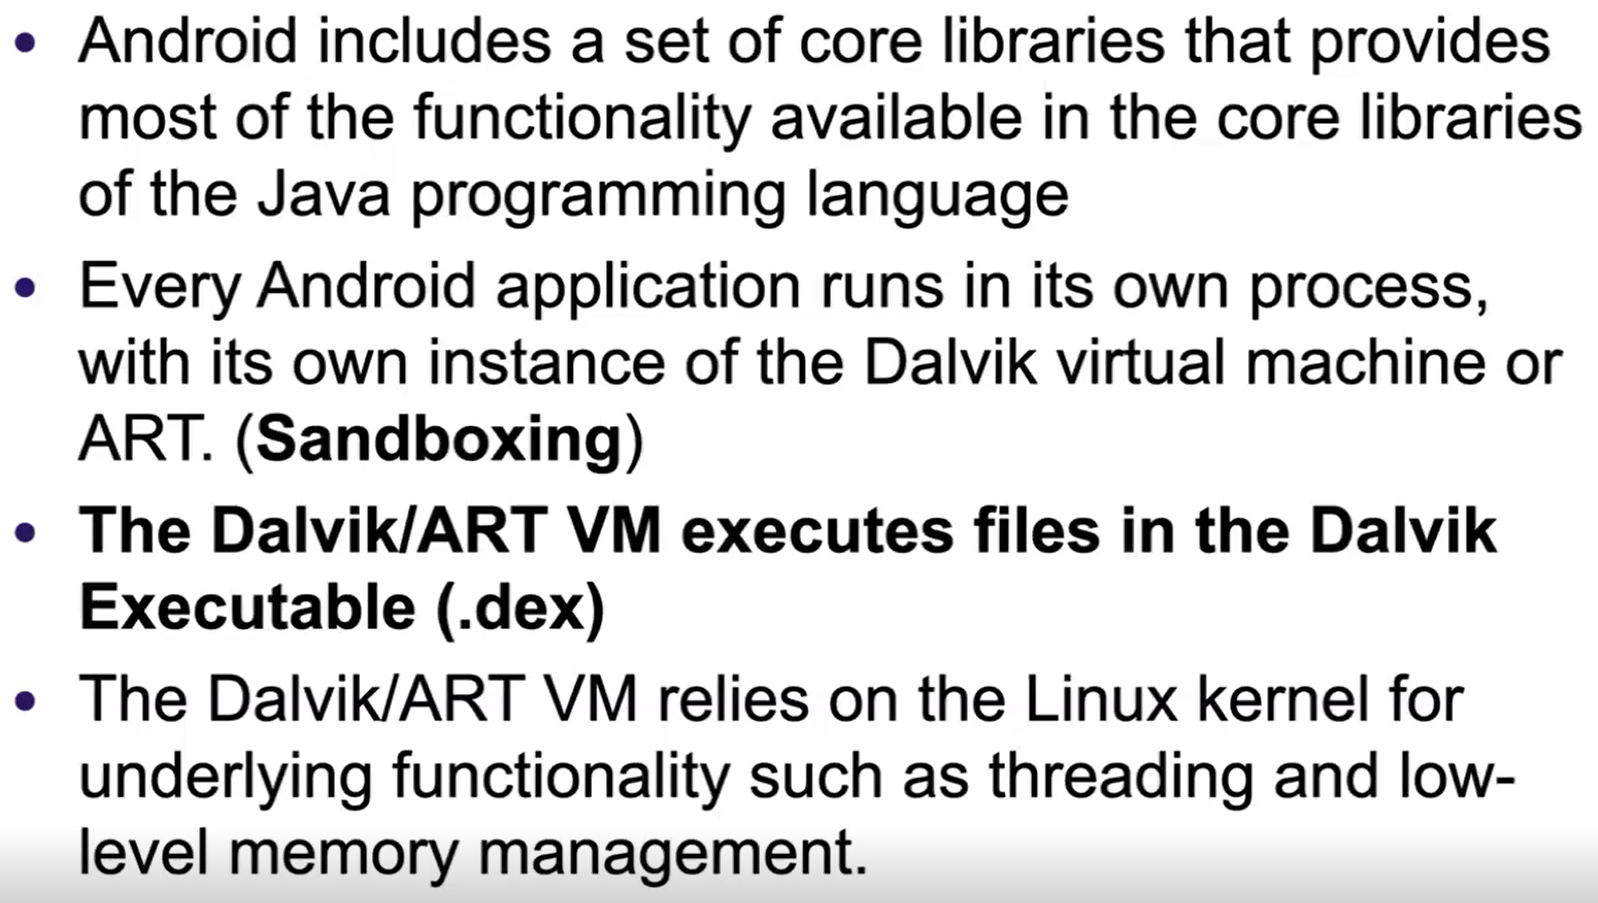 • Android includes a set of core libraries that provides
most of the functionality available in the core libraries
of the Java programming language
• Every Android application runs in its own process,
with its own instance of the Dalvik virtual machine or
ART. (Sandboxing)
• The Dalvik/ART VM executes files in the Dalvik
Executable (.dex)
• The Dalvik/ART VM relies on the Linux kernel for
underlying functionality such as threading and low-
level memory management.